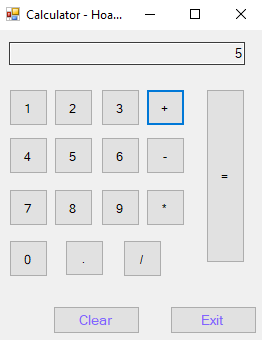 Calculator - Hoa...
5
1 2 3 +
4 5 6 -
=
7 8 9 *
0 . /
Clear Exit